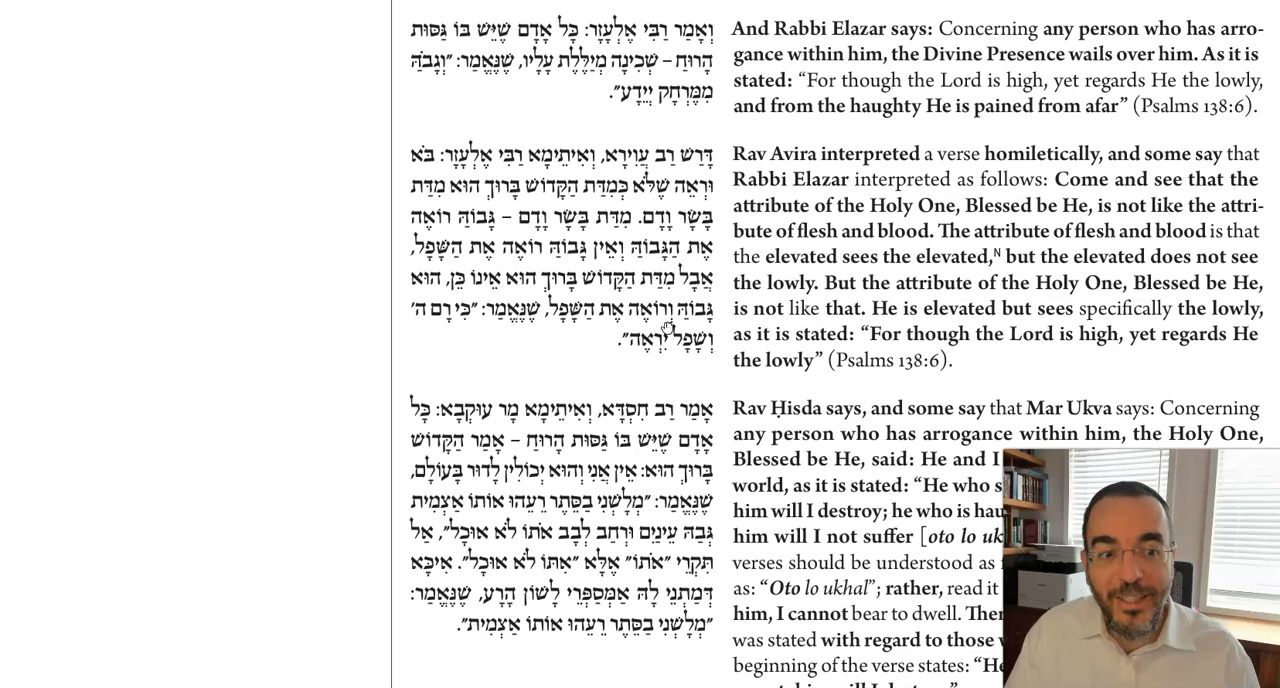 וְאָמַר רַבִּי אֶלְעָזָר: כָּל אָדָם שֶׁיֵּשׁ בּוֹ גַּסּוּת
הָרוּחַ – שְׁכִינָה מְיַלֶּלֶת עָלָיו, שֶׁנֶּאֱמַר: ״וְגָבֹהַּ
מִמֶּרְחָק יְיֵדָע״.
דָּרַשׁ רַב עֲוִירָא, וְאִיתֵימָא רַבִּי אֶלְעָזָר: בֹּא
וּרְאֵה שֶׁלֹּא כְּמִדַּת הַקָּדוֹשׁ בָּרוּךְ הוּא מִדַּת
בָּשָׂר וָדָם. מִדַּת בָּשָׂר וָדָם – גָּבוֹהַּ רוֹאֶה
אֶת הַגָּבוֹהַּ וְאֵין גָּבוֹהַּ רוֹאֶה אֶת הַשָּׁפָל,
אֲבָל מִדַּת הַקָּדוֹשׁ בָּרוּךְ הוּא אֵינוֹ כֵּן, הוּא
גָּבוֹהַּ וְרוֹאֶה אֶת הַשָּׁפָל, שֶׁנֶּאֱמַר: ״כִּי רָם ה׳
וְשָׁפָל יִרְאֶה״.
אָמַר רַב חִסְדָּא, וְאִיתֵימָא מָר עוּקְבָא: כָּל
אָדָם שֶׁיֵּשׁ בּוֹ גַּסּוּת הָרוּחַ – אָמַר הַקָּדוֹשׁ
בָּרוּךְ הוּא: אֵין אֲנִי וְהוּא יְכוֹלִין לָדוּר בָּעוֹלָם,
שֶׁנֶּאֱמַר: ״מְלָשְׁנִי בַסֵּתֶר רֵעֵהוּ אוֹתוֹ אַצְמִית
גְּבַהּ עֵינַיִם וּרְחַב לֵבָב אֹתוֹ לֹא אוּכָל״, אַל
תִּקְרֵי ״אֹתוֹ״ אֶלָּא ״אִתּוֹ לֹא אוּכָל״. אִיכָּא
דְּמַתְנֵי לָהּ אַמְּסַפְּרֵי לָשׁוֹן הָרָע, שֶׁנֶּאֱמַר:
״מְלָשְׁנִי בַסֵּתֶר רֵעֵהוּ אוֹתוֹ אַצְמִית״.
And Rabbi Elazar says: Concerning any person who has arro-
gance within him, the Divine Presence wails over him. As it is
stated: “For though the Lord is high, yet regards He the lowly,
and from the haughty He is pained from afar” (Psalms 138:6).
Rav Avira interpreted a verse homiletically, and some say that
Rabbi Elazar interpreted as follows: Come and see that the
attribute of the Holy One, Blessed be He, is not like the attri-
bute of flesh and blood. The attribute of flesh and blood is that
the elevated sees the elevated,N but the elevated does not see
the lowly. But the attribute of the Holy One, Blessed be He,
is not like that. He is elevated but sees specifically the lowly,
as it is stated: “For though the Lord is high, yet regards He
the lowly” (Psalms 138:6).
Rav Ḥisda says, and some say that Mar Ukva says: Concerning
any person who has arrogance within him, the Holy One,
Blessed be He, said: He and I
world, as it is stated: “He who
him will I destroy; he who is
him will I not suffer [oto lo
verses should be understood as
as: “Oto lo ukhal”; rather, read it
him, I cannot bear to dwell.
was stated with regard to those
beginning of the verse states: